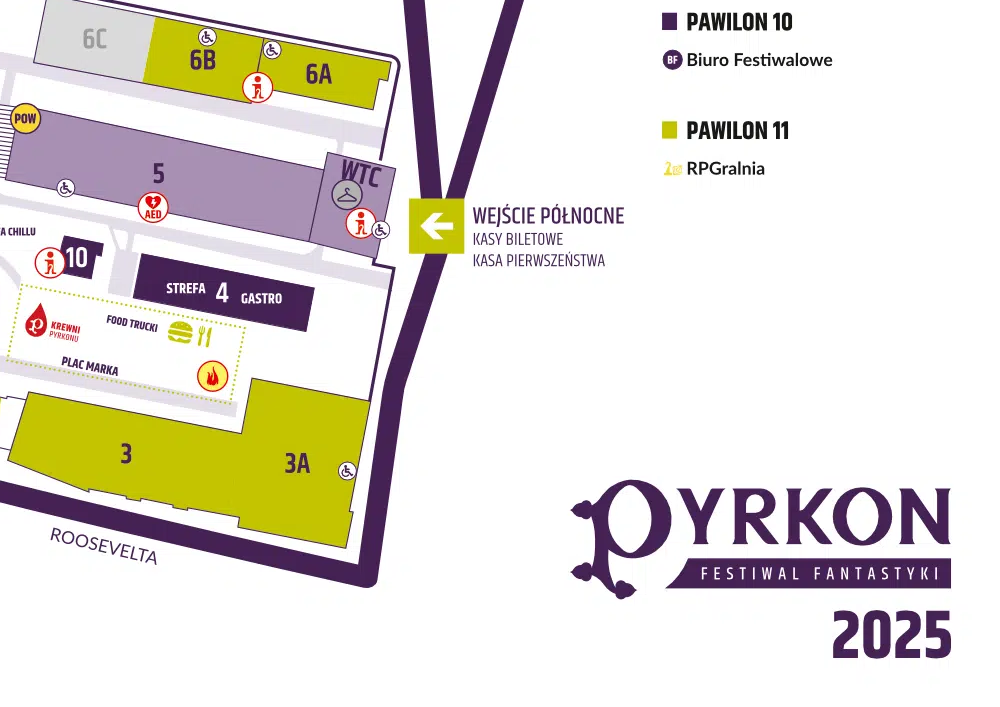 PAWILON 10
BF Biuro Festiwalowe
PAWILON 11
RPGralnia
6C
6B
6A
POW
5
WTC
AED
WEJŚCIE PÓŁNOCNE
KASY BILETOWE
KASA PIERWSZEŃSTWA
A CHILLU
10
STREFA 4 GASTRO
KREWNI
PYRKONU
FOOD TRUCKI
PLAC MARKA
3
3A
ROOSEVELTA
PYRKON
FESTIWAL FANTASTYKI
2025